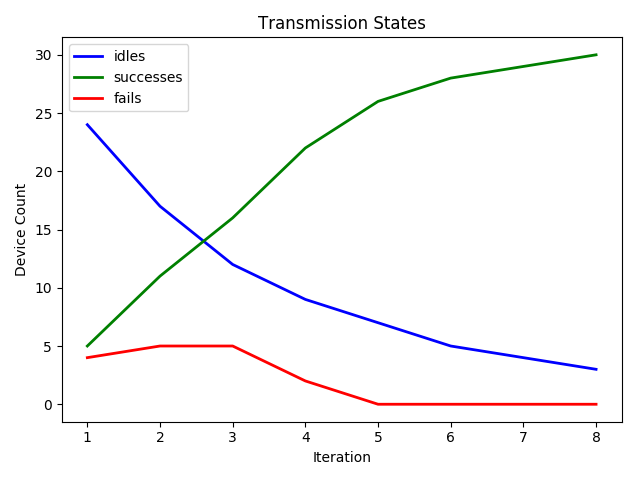 Transmission States
idles
successes
fails
Device Count
30
25
20
15
10
5
0
1 2 3 4 5 6 7 8
Iteration